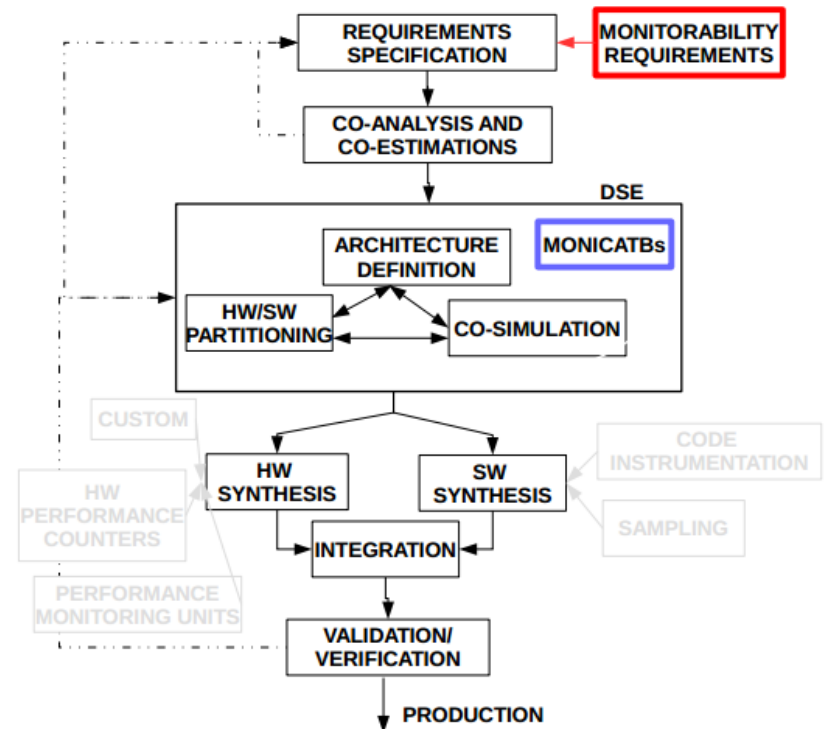 REQUIREMENTS
SPECIFICATION
MONITORABILITY
REQUIREMENTS
CO-ANALYSIS AND
CO-ESTIMATIONS
DSE
ARCHITECTURE
DEFINITION
MONICATBs
HW/SW
PARTITIONING
CO-SIMULATION
CUSTOM
HW
PERFORMANCE
COUNTERS
PERFORMANCE
MONITORING UNITS
HW
SYNTHESIS
SW
SYNTHESIS
CODE
INSTRUMENTATION
SAMPLING
INTEGRATION
VALIDATION/
VERIFICATION
PRODUCTION